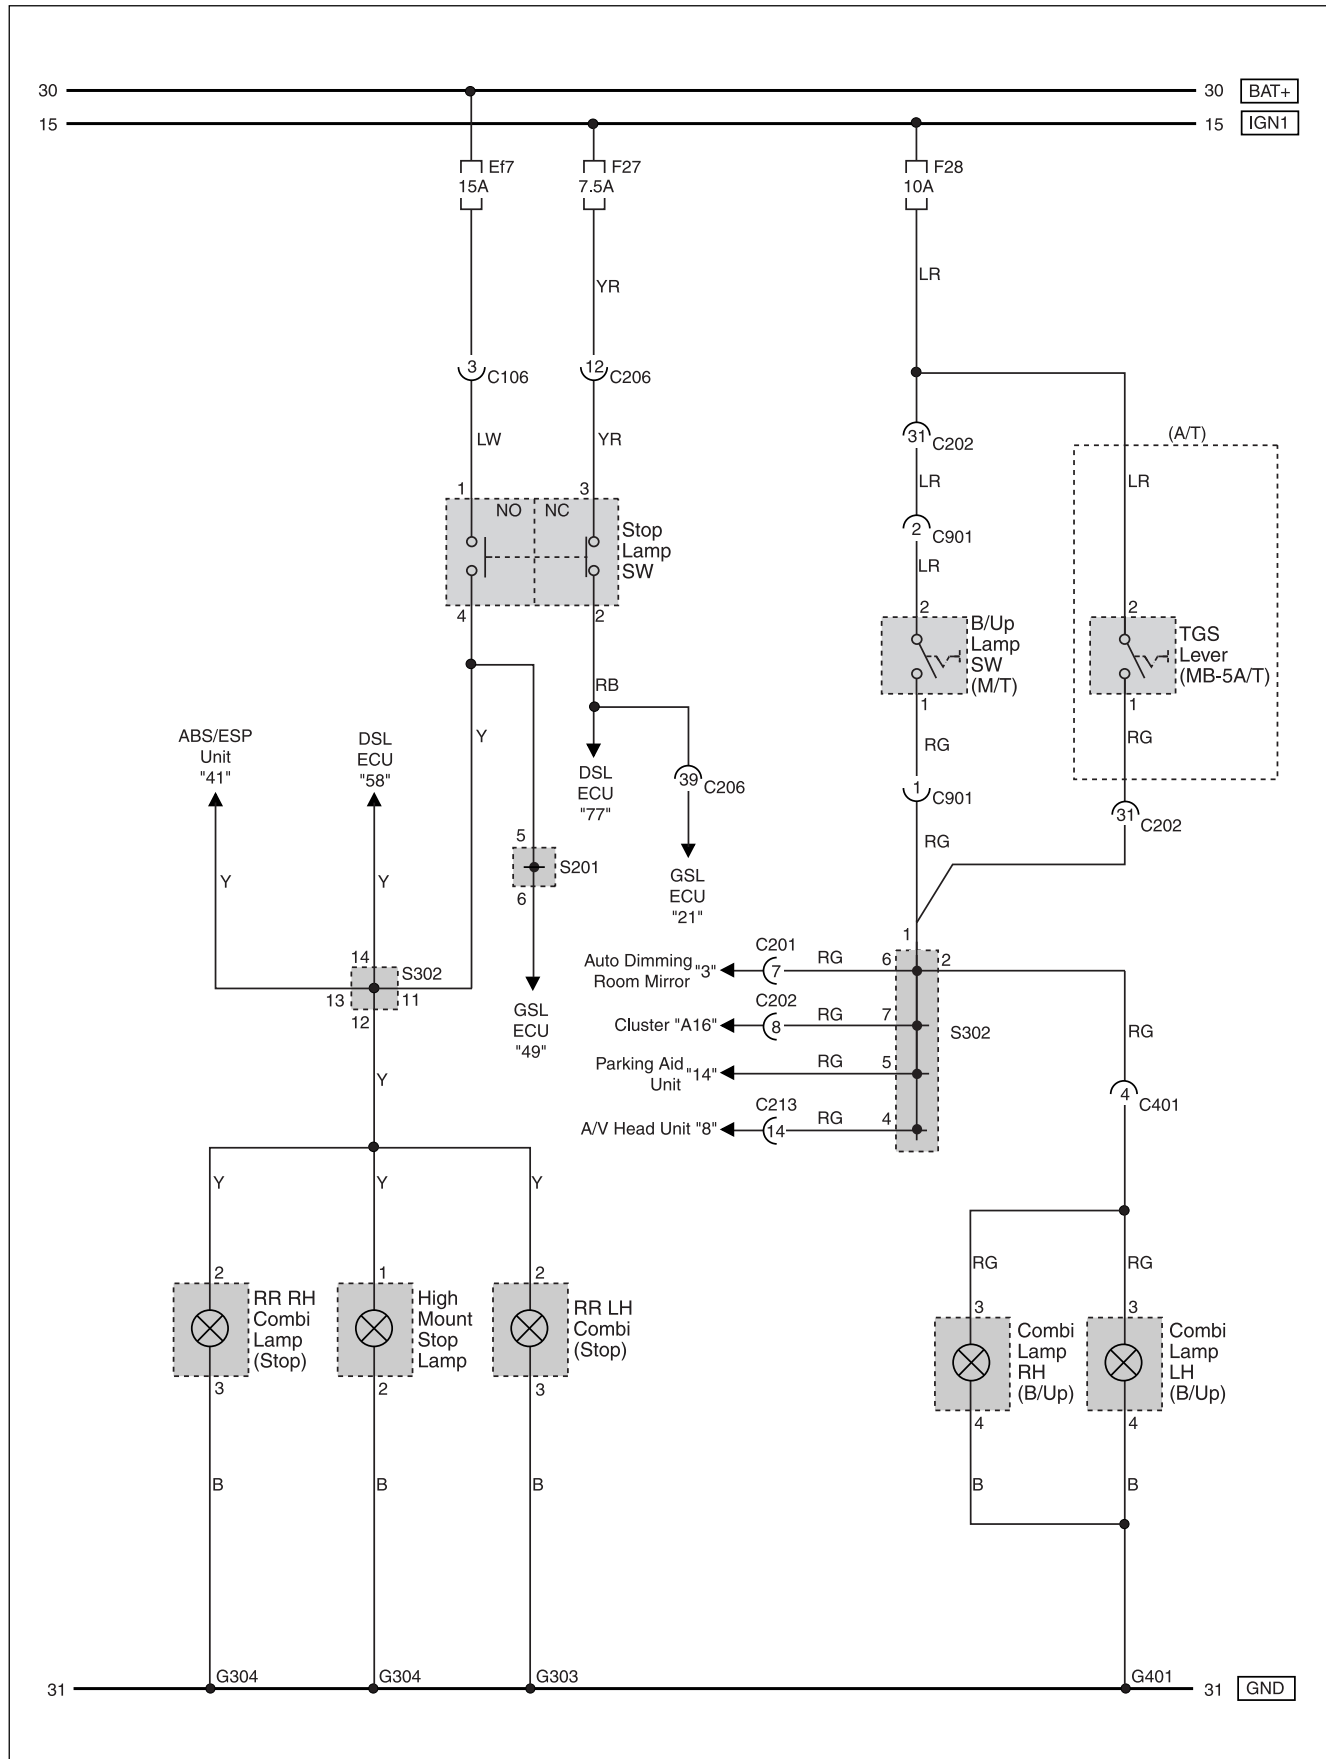 30
30 BAT+
15
15 IGN1
Ef7
15A
F27
7.5A
F28
10A
LR
YR
3 C106
12 C206
31 C202
(A/T)
LW
YR
LR
LR
2 C901
LR
1
3
NO NC
Stop
Lamp
SW
4
2
2
B/Up
Lamp
SW
(M/T)
1
2
TGS
Lever
(MB-5A/T)
1
RB
Y
RG
RG
ABS/ESP
Unit
"41"
DSL
ECU
"58"
DSL
ECU
"77"
39 C206
1 C901
31 C202
RG
5
S201
6
GSL
ECU
"21"
Y
Y
14
S302
13
11
12
GSL
ECU
"49"
1
Auto Dimming
Room Mirror
"3"
C201
7
RG
6
2
Cluster "A16"
C202
8
RG
7
S302
RG
Parking Aid
Unit
"14"
RG
5
A/V Head Unit "8"
C213
14
RG
4
4 C401
Y
Y
Y
Y
RG
RG
2
RR RH
Combi
Lamp
(Stop)
3
1
High
Mount
Stop
Lamp
2
2
RR LH
Combi
(Stop)
3
3
Combi
Lamp
RH
(B/Up)
4
3
Combi
Lamp
LH
(B/Up)
4
B
B
B
B
B
G304
G304
G303
G401
31
31 GND